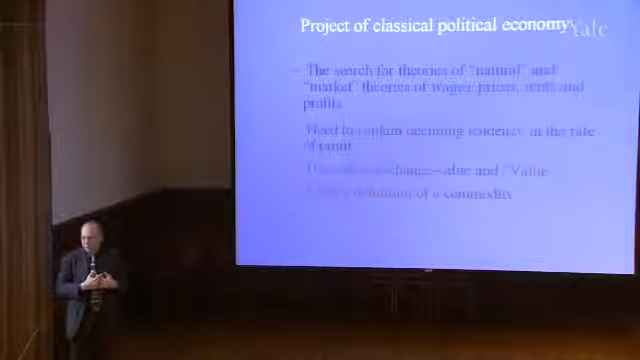 Project of classical political economy
Yale
The search for theories of "natural" and
"market" theories of wages, prices, rents and
profits
Need to explain declining tendency in the rate
of profit
value and "Value
definition of a commodity